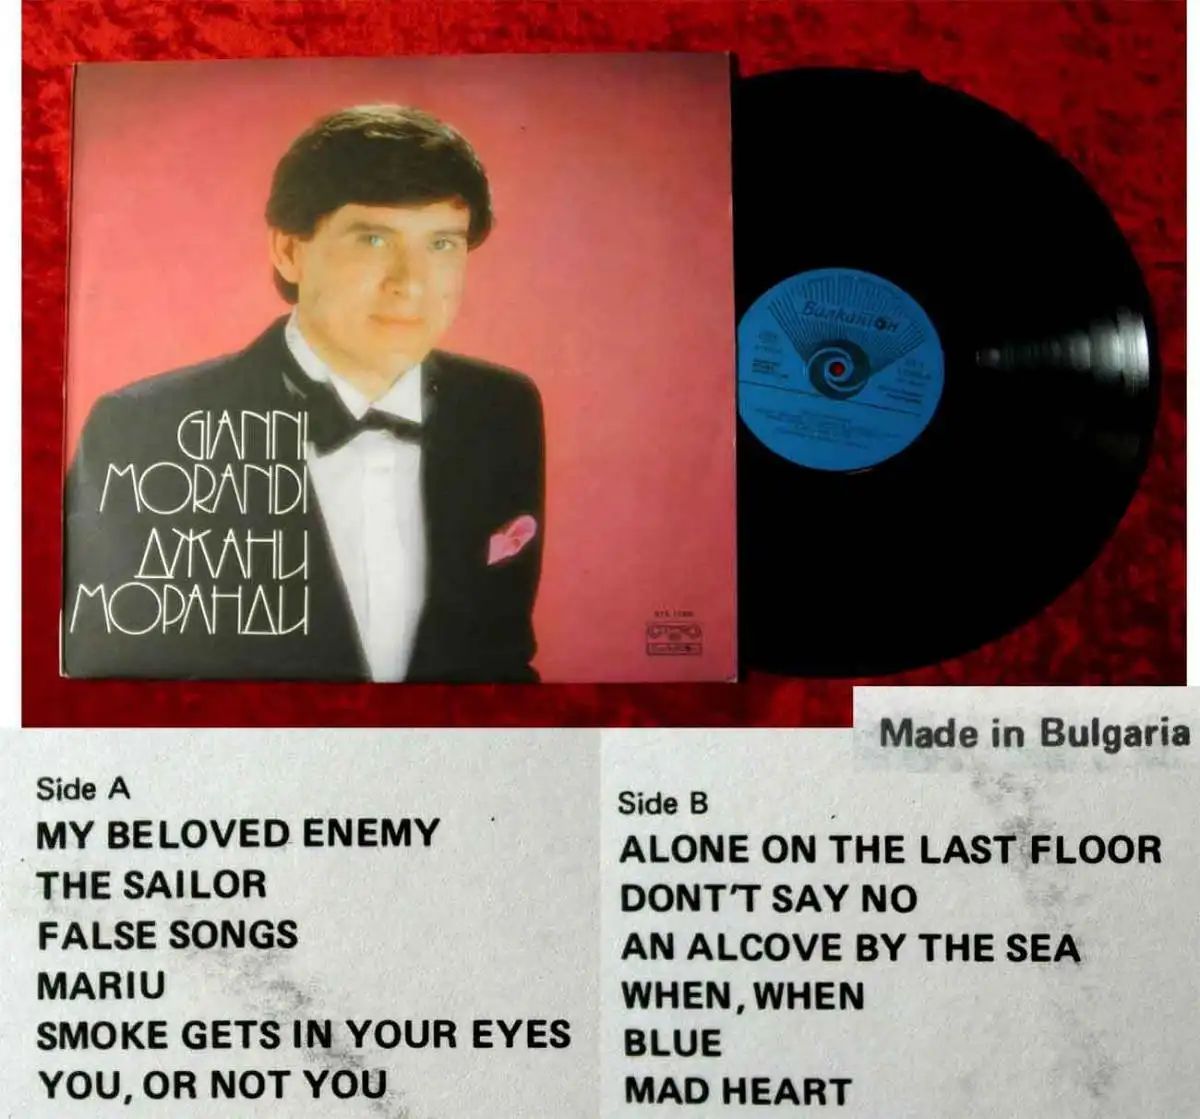 GIANNI
MORANDI
ДЖАНИ
МОРАНДИ
Балкантон
Made in Bulgaria
Side A
MY BELOVED ENEMY
THE SAILOR
FALSE SONGS
MARIU
SMOKE GETS IN YOUR EYES
YOU, OR NOT YOU
Side B
ALONE ON THE LAST FLOOR
DONT'T SAY NO
AN ALCOVE BY THE SEA
WHEN, WHEN
BLUE
MAD HEART